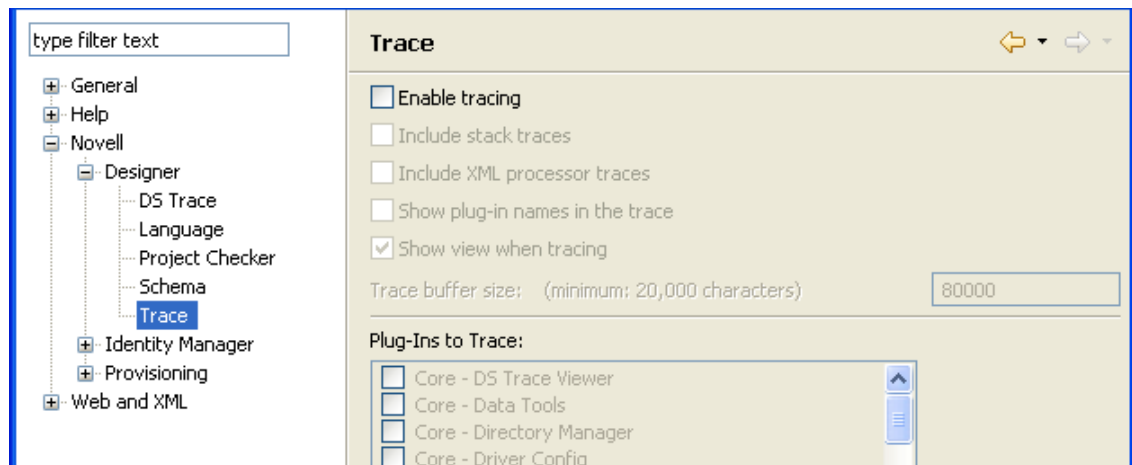 type filter text
General
Help
Novell
Designer
DS Trace
Language
Project Checker
Schema
Trace
Identity Manager
Provisioning
Web and XML
Trace
Enable tracing
Include stack traces
Include XML processor traces
Show plug-in names in the trace
Show view when tracing
Trace buffer size: (minimum: 20,000 characters) 80000
Plug-Ins to Trace:
Core - DS Trace Viewer
Core - Data Tools
Core - Directory Manager
Core - Driver Config